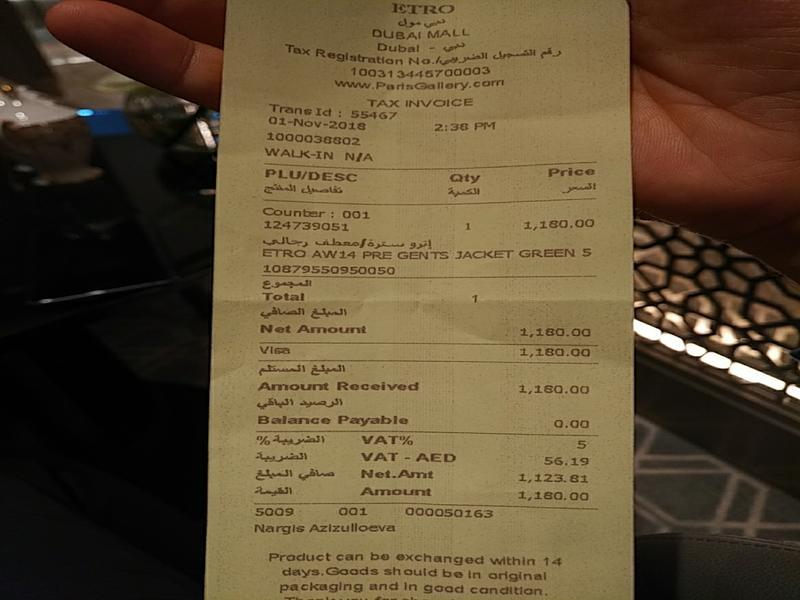 ETRO
دبي مول
DUBAI MALL
Dubai - دبي
Tax Registration No./رقم التسجيل الضريبي
100313445700003
www.ParisGallery.com
TAX INVOICE
Trans Id : 55467
01-Nov-2018 2:38 PM
1000038802
WALK-IN N/A
PLU/DESC Qty Price
تفاصيل المنتج الكمية السعر
Counter : 001
124739051 1 1,180.00
إترو سترة/معطف رجالي
ETRO AW14 PRE GENTS JACKET GREEN 5
10879550950050
المجموع
Total 1
المبلغ الصافي
Net Amount 1,180.00
Visa 1,180.00
المبلغ المستلم
Amount Received 1,180.00
الرصيد الباقي
Balance Payable 0.00
%الضريبة VAT% 5
الضريبة VAT - AED 56.19
صافي المبلغ Net.Amt 1,123.81
القيمة Amount 1,180.00
5009 001 000050163
Nargis Azizulloeva
Product can be exchanged within 14
days.Goods should be in original
packaging and in good condition.